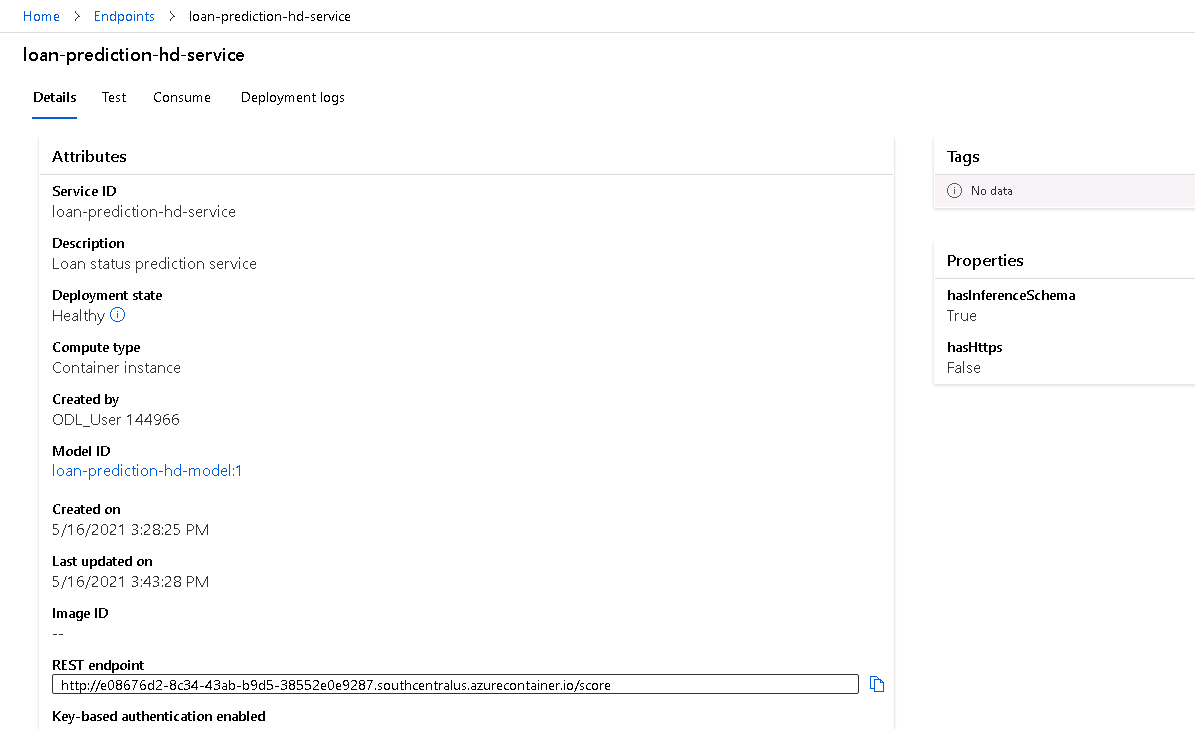 Home > Endpoints > loan-prediction-hd-service
loan-prediction-hd-service
Details Test Consume Deployment logs
Attributes
Service ID
loan-prediction-hd-service
Description
Loan status prediction service
Deployment state
Healthy
Compute type
Container instance
Created by
ODL_User 144966
Model ID
loan-prediction-hd-model:1
Created on
5/16/2021 3:28:25 PM
Last updated on
5/16/2021 3:43:28 PM
Image ID
--
REST endpoint
http://e08676d2-8c34-43ab-b9d5-38552e0e9287.southcentralus.azurecontainer.io/score
Key-based authentication enabled
Tags
No data
Properties
hasInferenceSchema
True
hasHttps
False